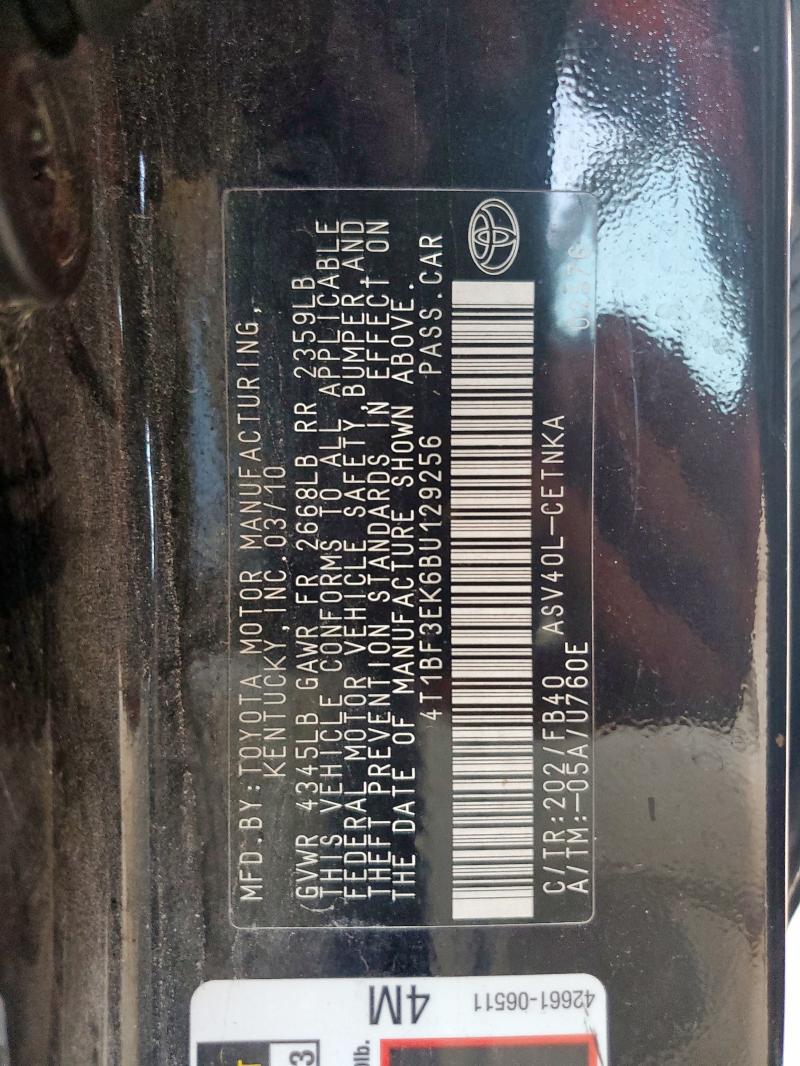 MFD.BY:TOYOTA MOTOR MANUFACTURING,
KENTUCKY, INC. 03/10
GVWR 4345LB GAWR FR 2668LB RR 2359LB
THIS VEHICLE CONFORMS TO ALL APPLICABLE
FEDERAL MOTOR VEHICLE SAFETY, BUMPER, AND
THEFT PREVENTION STANDARDS IN EFFECT ON
THE DATE OF MANUFACTURE SHOWN ABOVE.
4T1BF3EK6BU129256 PASS.CAR
C/TR:202/FB40 ASV40L-CETNKA
A/TM:-05A/U760E
4M
42661-06511
lb.